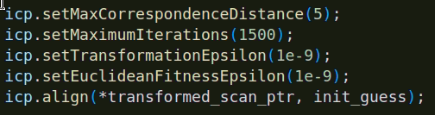 icp.setMaxCorrespondenceDistance(5);
icp.setMaximumIterations(1500);
icp.setTransformationEpsilon(1e-9);
icp.setEuclideanFitnessEpsilon(1e-9);
icp.align(*transformed_scan_ptr, init_guess);